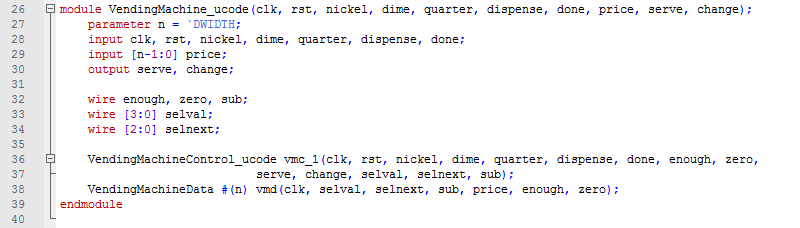 26 module VendingMachine_ucode(clk, rst, nickel, dime, quarter, dispense, done, price, serve, change);
27     parameter n = `DWIDTH;
28     input clk, rst, nickel, dime, quarter, dispense, done;
29     input [n-1:0] price;
30     output serve, change;
31
32     wire enough, zero, sub;
33     wire [3:0] selval;
34     wire [2:0] selnext;
35
36     VendingMachineControl_ucode vmc_1(clk, rst, nickel, dime, quarter, dispense, done, enough, zero,
37                             serve, change, selval, selnext, sub);
38     VendingMachineData #(n) vmd(clk, selval, selnext, sub, price, enough, zero);
39 endmodule
40